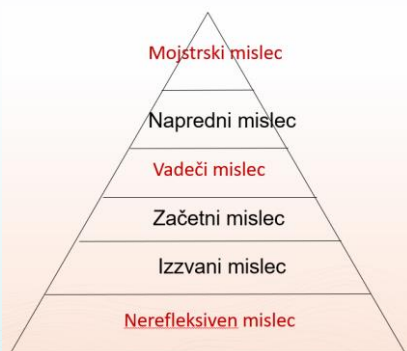 Mojstrski mislec
Napredni mislec
Vadeči mislec
Začetni mislec
Izzvani mislec
Nerefleksiven mislec